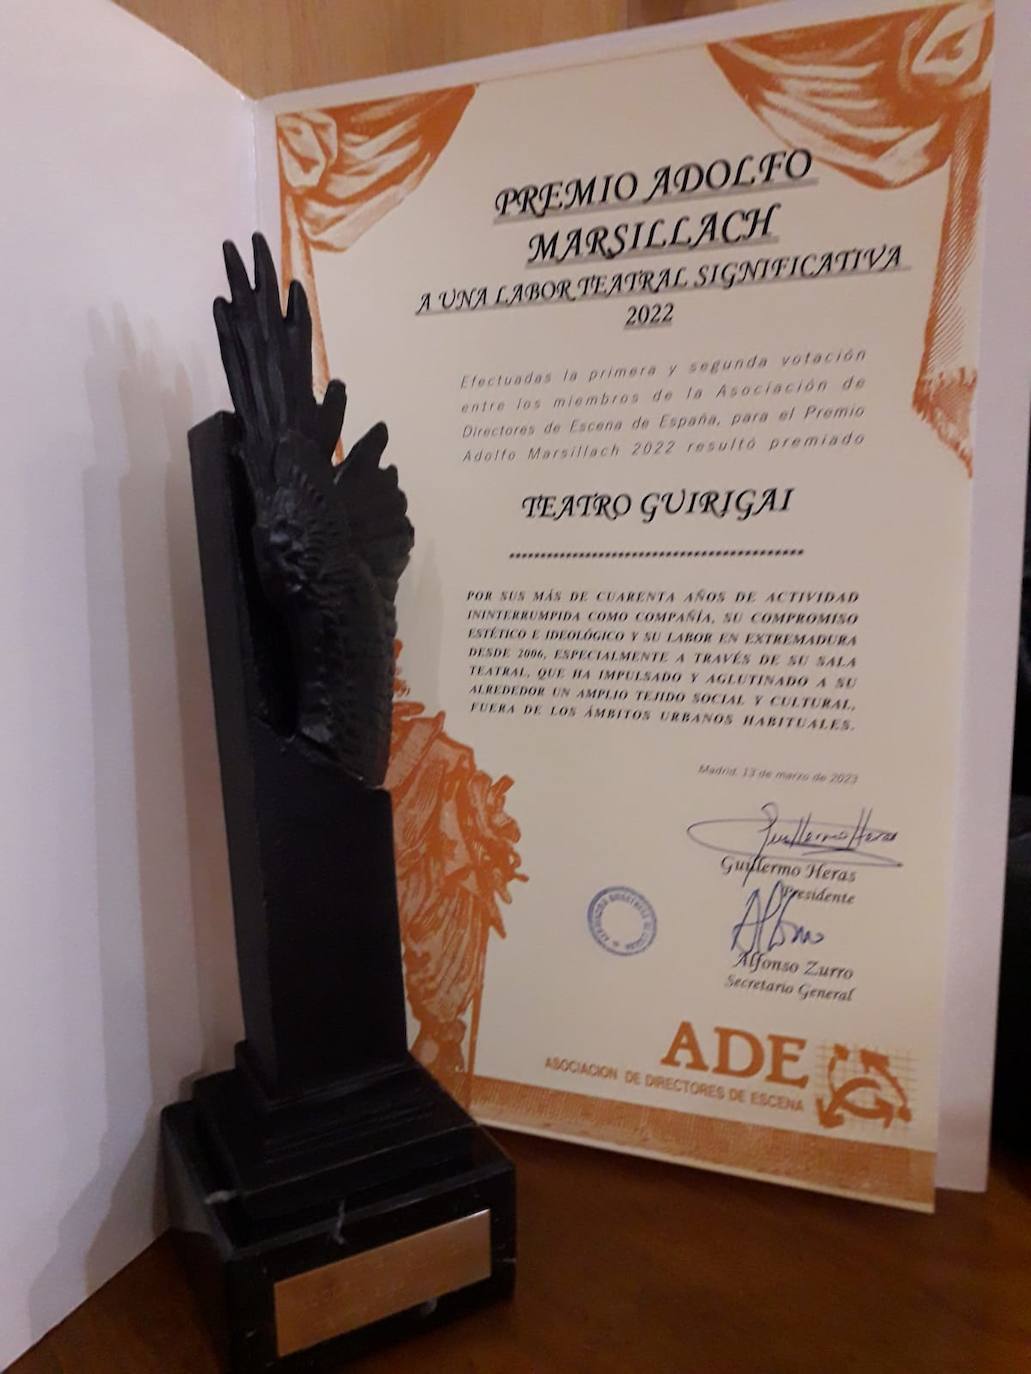 PREMIO ADOLFO
MARSILLACH
A UNA LABOR TEATRAL SIGNIFICATIVA
2022
Efectuadas la primera y segunda votación
entre los miembros de la Asociación de
Directores de Escena de España, para el Premio
Adolfo Marsillach 2022 resultó premiado
TEATRO GUIRIGAI
POR SUS MÁS DE CUARENTA AÑOS DE ACTIVIDAD
ININTERRUMPIDA COMO COMPAÑÍA, SU COMPROMISO
ESTÉTICO E IDEOLÓGICO Y SU LABOR EN EXTREMADURA
DESDE 2006, ESPECIALMENTE A TRAVÉS DE SU SALA
TEATRAL, QUE HA IMPULSADO Y AGLUTINADO A SU
ALREDEDOR UN AMPLIO TEJIDO SOCIAL Y CULTURAL,
FUERA DE LOS ÁMBITOS URBANOS HABITUALES.
Madrid, 13 de marzo de 2023
Guillermo Heras
Guillermo Heras
Presidente
Alfonso Zurro
Secretario General
ADE
ASOCIACION DE DIRECTORES DE ESCENA